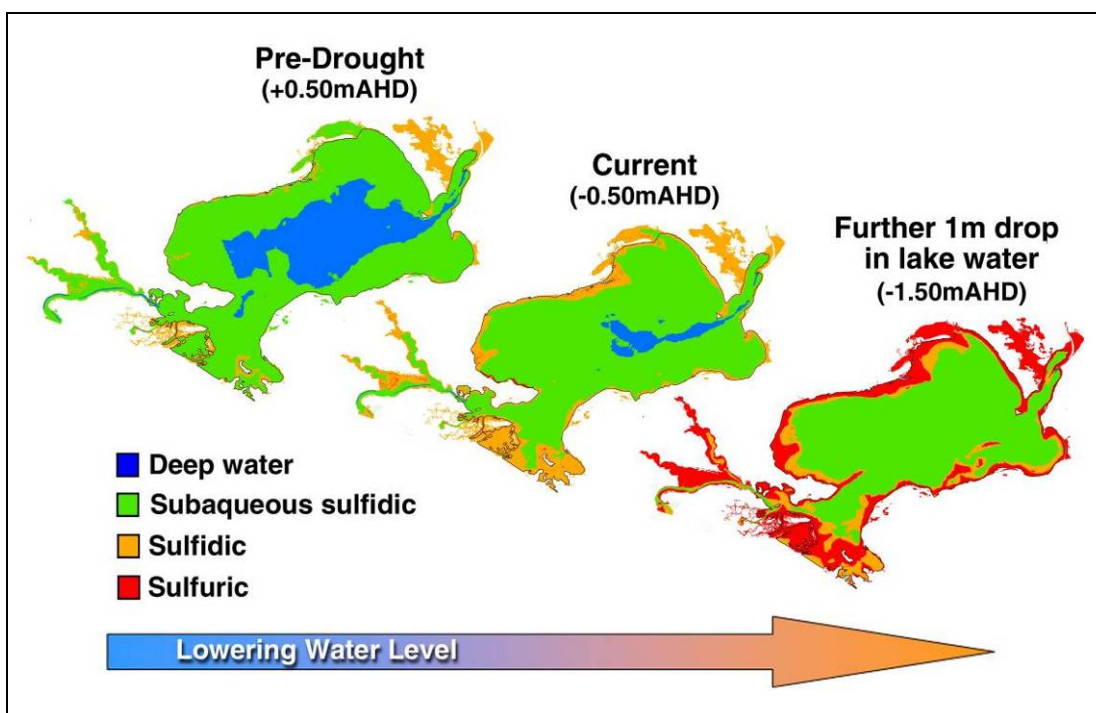 Pre-Drought
(+0.50mAHD)
Current
(-0.50mAHD)
Further 1m drop
in lake water
(-1.50mAHD)
Deep water
Subaqueous sulfidic
Sulfidic
Sulfuric
Lowering Water Level